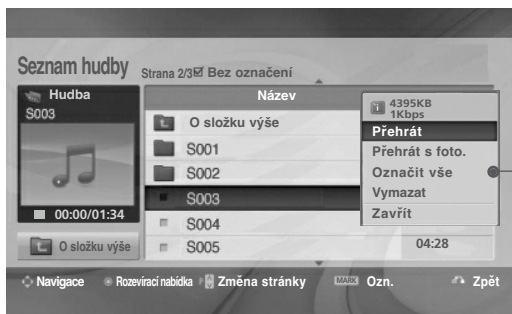 Seznam hudby Strana 2/3 ☑ Bez označení
Hudba
S003
00:00/01:34
O složku výše
Název
O složku výše
S001
S002
S003
S004
S005
04:28
4395KB
1Kbps
Přehrát
Přehrát s foto.
Označit vše
Vymazat
Zavřít
Navigace Rozevírací nabídka Změna stránky MARK Ozn. Zpět